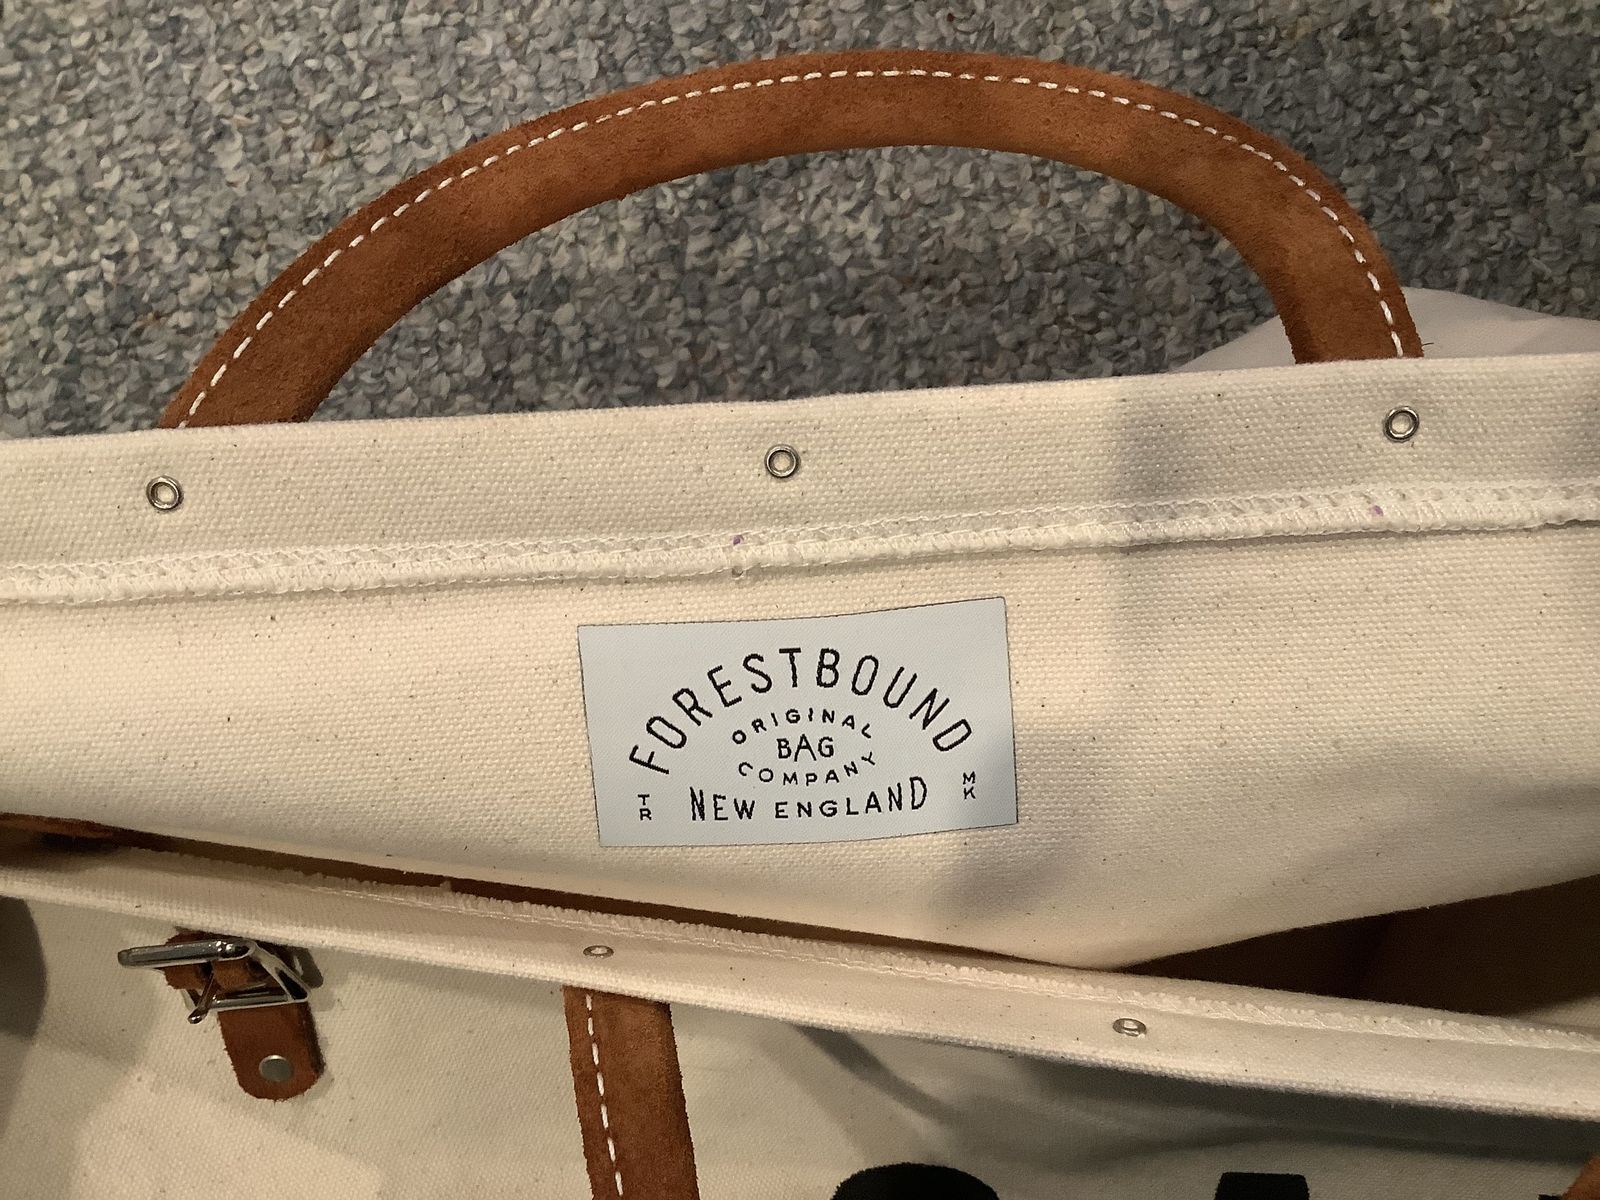 FORESTBOUND
ORIGINAL
BAG
COMPANY
TR NEW ENGLAND MK